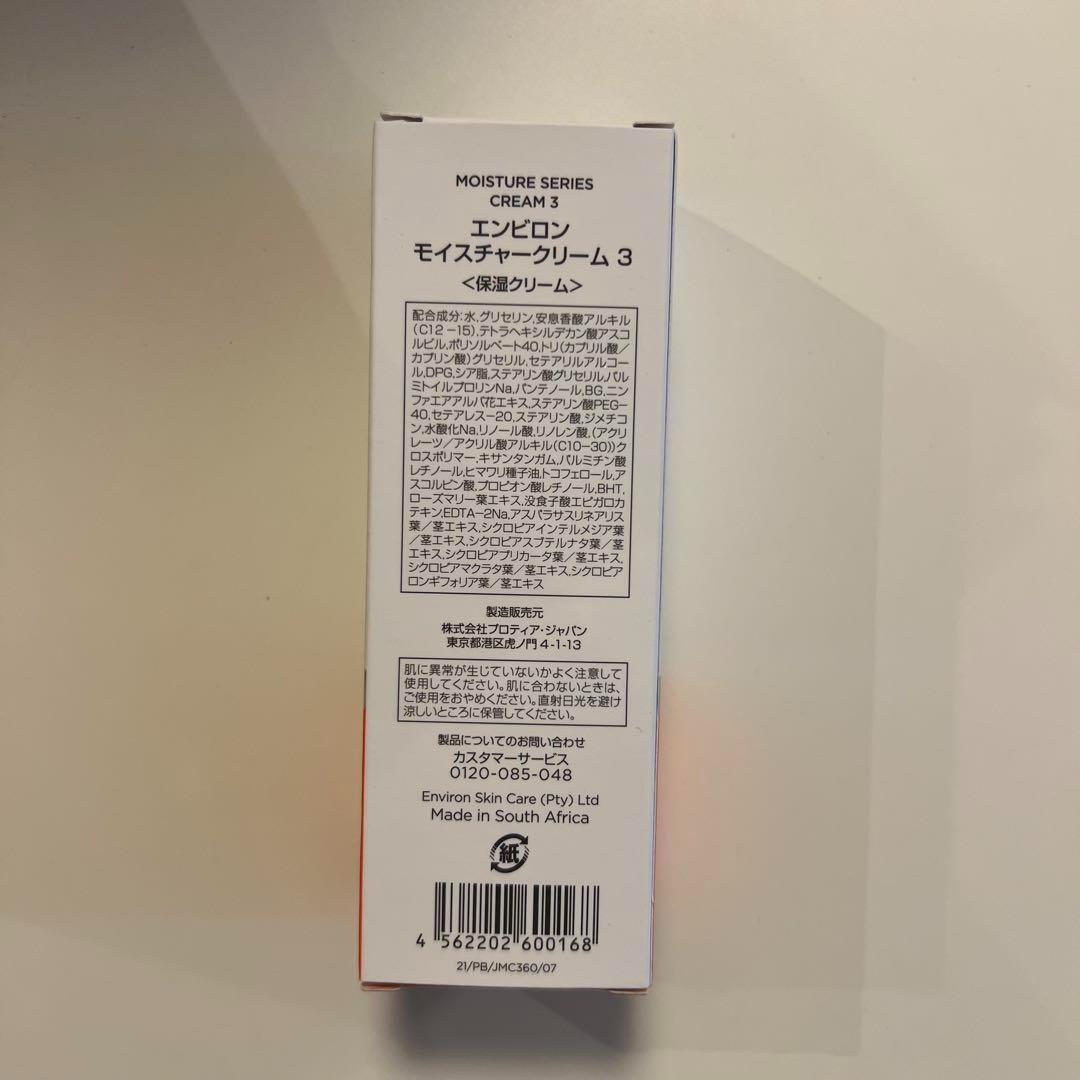 MOISTURE SERIES
CREAM 3
エンビロン
モイスチャークリーム 3
<保湿クリーム>
配合成分:水,グリセリン,安息香酸アルキル
(C12-15),テトラヘキシルデカン酸アスコ
ルビル,ポリソルベート40,トリ(カプリル酸/
カプリン酸)グリセリル,セテアリルアルコー
ル,DPG,シア脂,ステアリン酸グリセリル,パル
ミトイルプロリンNa,パンテノール,BG,ニン
ファエアアルバ花エキス,ステアリン酸PEG-
40,セテアレス-20,ステアリン酸,ジメチコ
ン,水酸化Na,リノール酸,リノレン酸,(アクリ
レーツ/アクリル酸アルキル(C10-30))ク
ロスポリマー,キサンタンガム,パルミチン酸
レチノール,ヒマワリ種子油,トコフェロール,ア
スコルビン酸,プロピオン酸レチノール,BHT,
ローズマリー葉エキス,没食子酸エピガロカ
テキン,EDTA-2Na,アスパラサスリネアリス
葉/茎エキス,シクロピアインテルメジア葉
/茎エキス,シクロピアスブテルナタ葉/茎
エキス,シクロピアプリカータ葉/茎エキス,
シクロピアマクラタ葉/茎エキス,シクロピア
ロンギフォリア葉/茎エキス
製造販売元
株式会社プロティア・ジャパン
東京都港区虎ノ門4-1-13
肌に異常が生じていないかよく注意して
使用してください。肌に合わないときは、
ご使用をおやめください。直射日光を避け
涼しいところに保管してください。
製品についてのお問い合わせ
カスタマーサービス
0120-085-048
Environ Skin Care (Pty) Ltd
Made in South Africa
紙
4 562202 600168
21/PB/JMC360/07